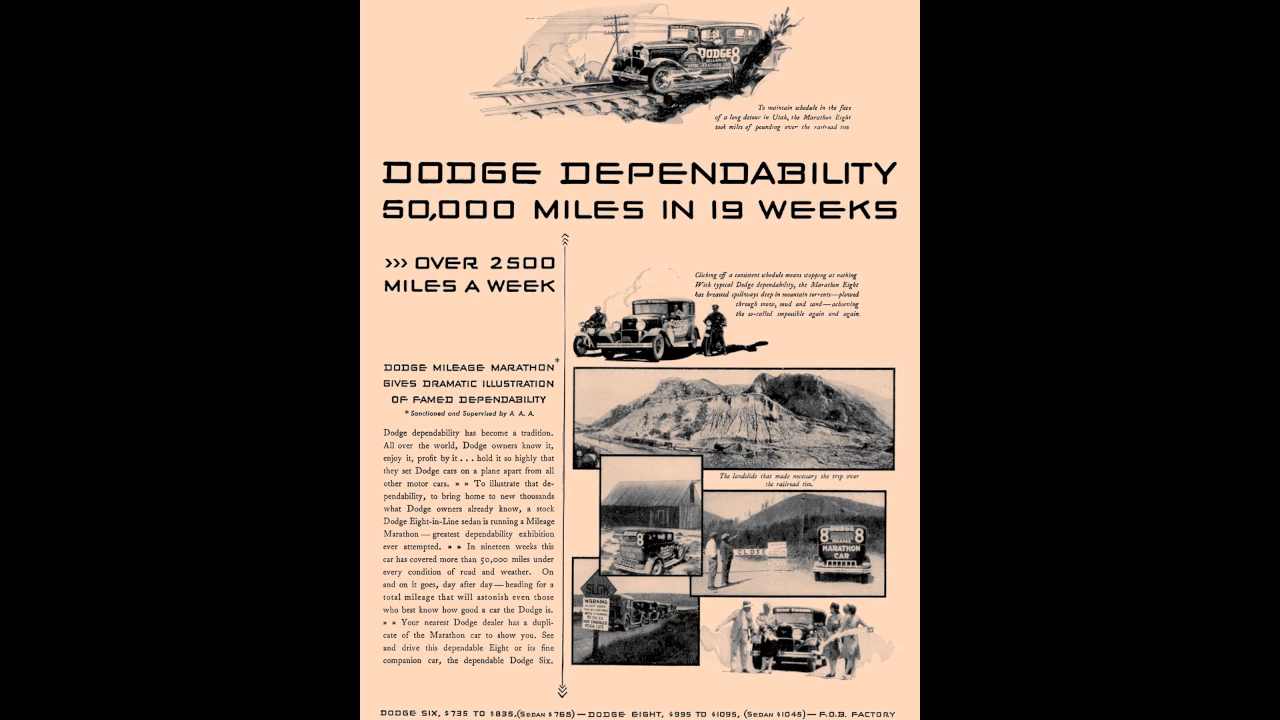 DODGE 8
MILEAGE
MARATHON CAR
To maintain schedule in the face
of a long detour in Utah, the Marathon Eight
took miles of pounding over the railroad ties.
DODGE DEPENDABILITY
50,000 MILES IN 19 WEEKS
››› OVER 2500
MILES A WEEK
Clicking off a consistent schedule means stopping at nothing
With typical Dodge dependability, the Marathon Eight
has breasted spillways deep in mountain torrents—plowed
through snow, mud and sand—achieving
the so-called impossible again and again.
DODGE MILEAGE MARATHON*
GIVES DRAMATIC ILLUSTRATION
OF FAMED DEPENDABILITY
*Sanctioned and Supervised by A. A. A.
Dodge dependability has become a tradition.
All over the world, Dodge owners know it,
enjoy it, profit by it . . . hold it so highly that
they set Dodge cars on a plane apart from all
other motor cars. » » To illustrate that de-
pendability, to bring home to new thousands
what Dodge owners already know, a stock
Dodge Eight-in-Line sedan is running a Mileage
Marathon—greatest dependability exhibition
ever attempted. » » In nineteen weeks this
car has covered more than 50,000 miles under
every condition of road and weather. On
and on it goes, day after day—heading for a
total mileage that will astonish even those
who best know how good a car the Dodge is.
» » Your nearest Dodge dealer has a dupli-
cate of the Marathon car to show you. See
and drive this dependable Eight or its fine
companion car, the dependable Dodge Six.
The landslide that made necessary the trip over
the railroad ties.
8
CLOSE
DODGE
8 8
MILEAGE
MARATHON
CAR
SLOW
WARNING
DODGE SIX, $735 TO $835, (SEDAN $765)—DODGE EIGHT, $995 TO $1095, (SEDAN $1045)—F.O.B. FACTORY